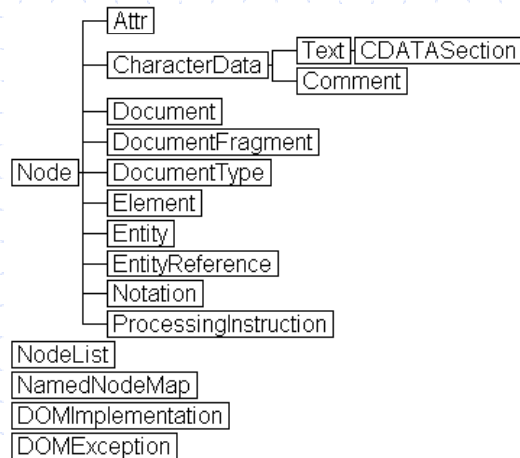 Attr
CharacterData Text CDATASection
Comment
Document
DocumentFragment
Node DocumentType
Element
Entity
EntityReference
Notation
ProcessingInstruction
NodeList
NamedNodeMap
DOMImplementation
DOMException